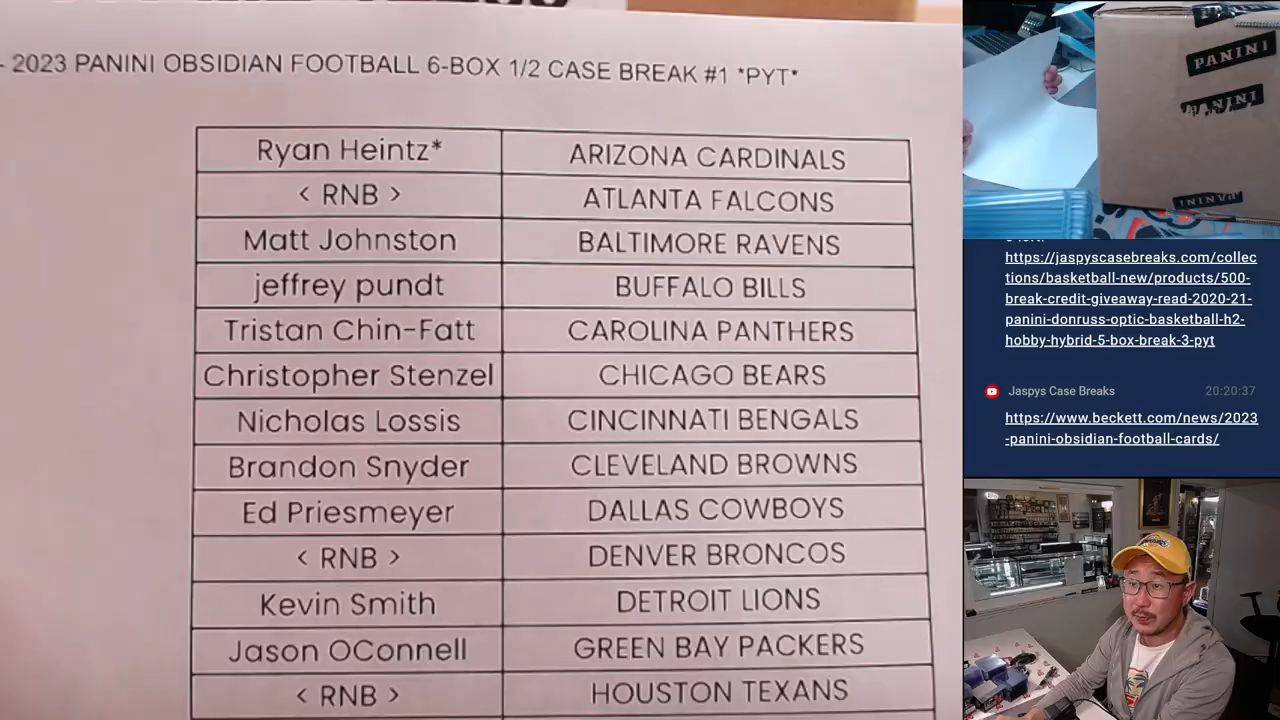 - 2023 PANINI OBSIDIAN FOOTBALL 6-BOX 1/2 CASE BREAK #1 *PYT*
Ryan Heintz* ARIZONA CARDINALS
< RNB > ATLANTA FALCONS
Matt Johnston BALTIMORE RAVENS
jeffrey pundt BUFFALO BILLS
Tristan Chin-Fatt CAROLINA PANTHERS
Christopher Stenzel CHICAGO BEARS
Nicholas Lossis CINCINNATI BENGALS
Brandon Snyder CLEVELAND BROWNS
Ed Priesmeyer DALLAS COWBOYS
< RNB > DENVER BRONCOS
Kevin Smith DETROIT LIONS
Jason OConnell GREEN BAY PACKERS
< RNB > HOUSTON TEXANS
PANINI
PANINI
PANINI
https://jaspyscasebreaks.com/collec
tions/basketball-new/products/500-
break-credit-giveaway-read-2020-21-
panini-donruss-optic-basketball-h2-
hobby-hybrid-5-box-break-3-pyt
Jaspys Case Breaks 20:20:37
https://www.beckett.com/news/2023
-panini-obsidian-football-cards/